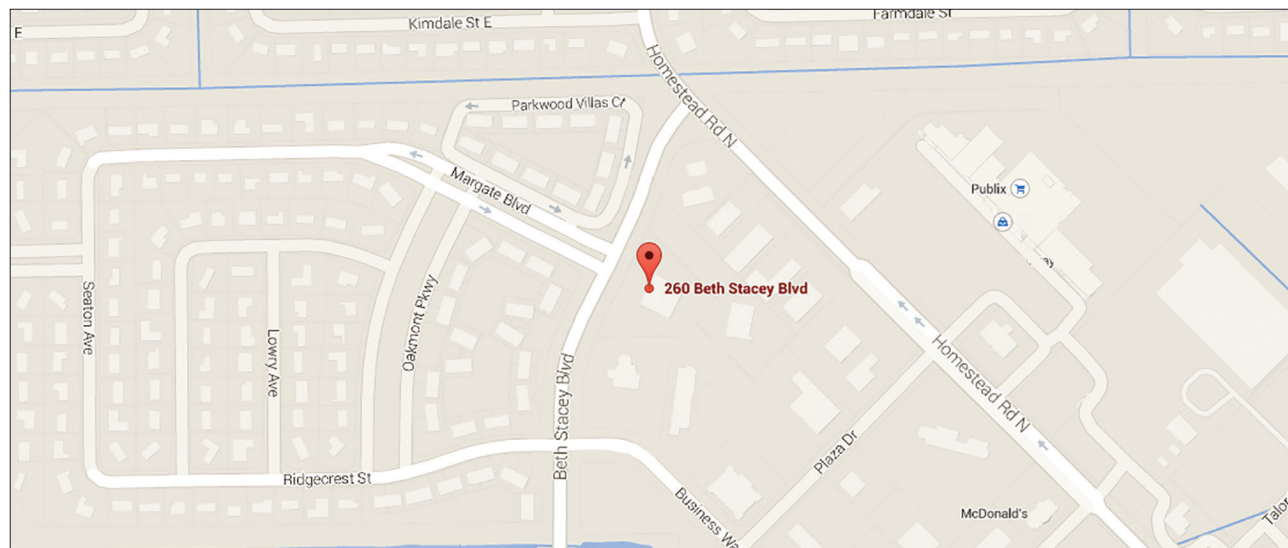 E
Kimdale St E
Farmdale St
Homestead Rd N
Parkwood Villas
Margate Blvd
Publix
260 Beth Stacey Blvd
Seaton Ave
Lowry Ave
Oakmont Pkwy
Beth Stacey Blvd
Homestead Rd N
Plaza Dr
Ridgecrest St
Business
McDonald's